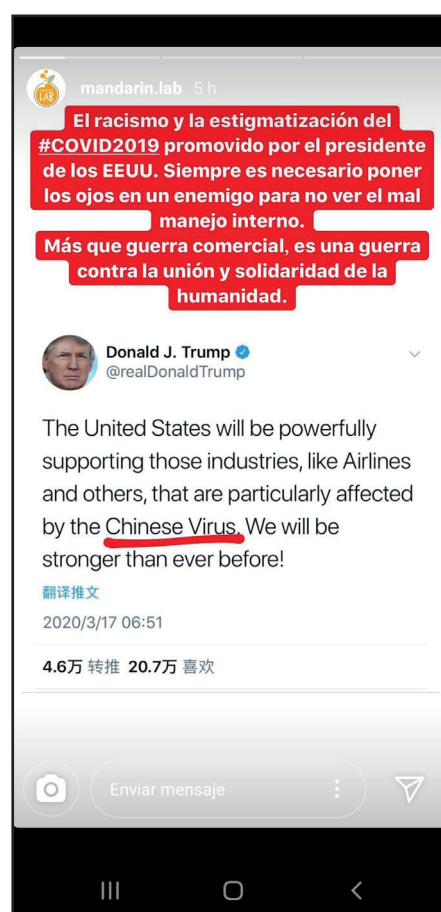 LAB
mandarin.lab 5 h
El racismo y la estigmatización del
#COVID2019 promovido por el presidente
de los EEUU. Siempre es necesario poner
los ojos en un enemigo para no ver el mal
manejo interno.
Más que guerra comercial, es una guerra
contra la unión y solidaridad de la
humanidad.
Donald J. Trump
@realDonaldTrump
The United States will be powerfully
supporting those industries, like Airlines
and others, that are particularly affected
by the Chinese Virus. We will be
stronger than ever before!
翻译推文
2020/3/17 06:51
4.6万 转推 20.7万 喜欢
Enviar mensaje